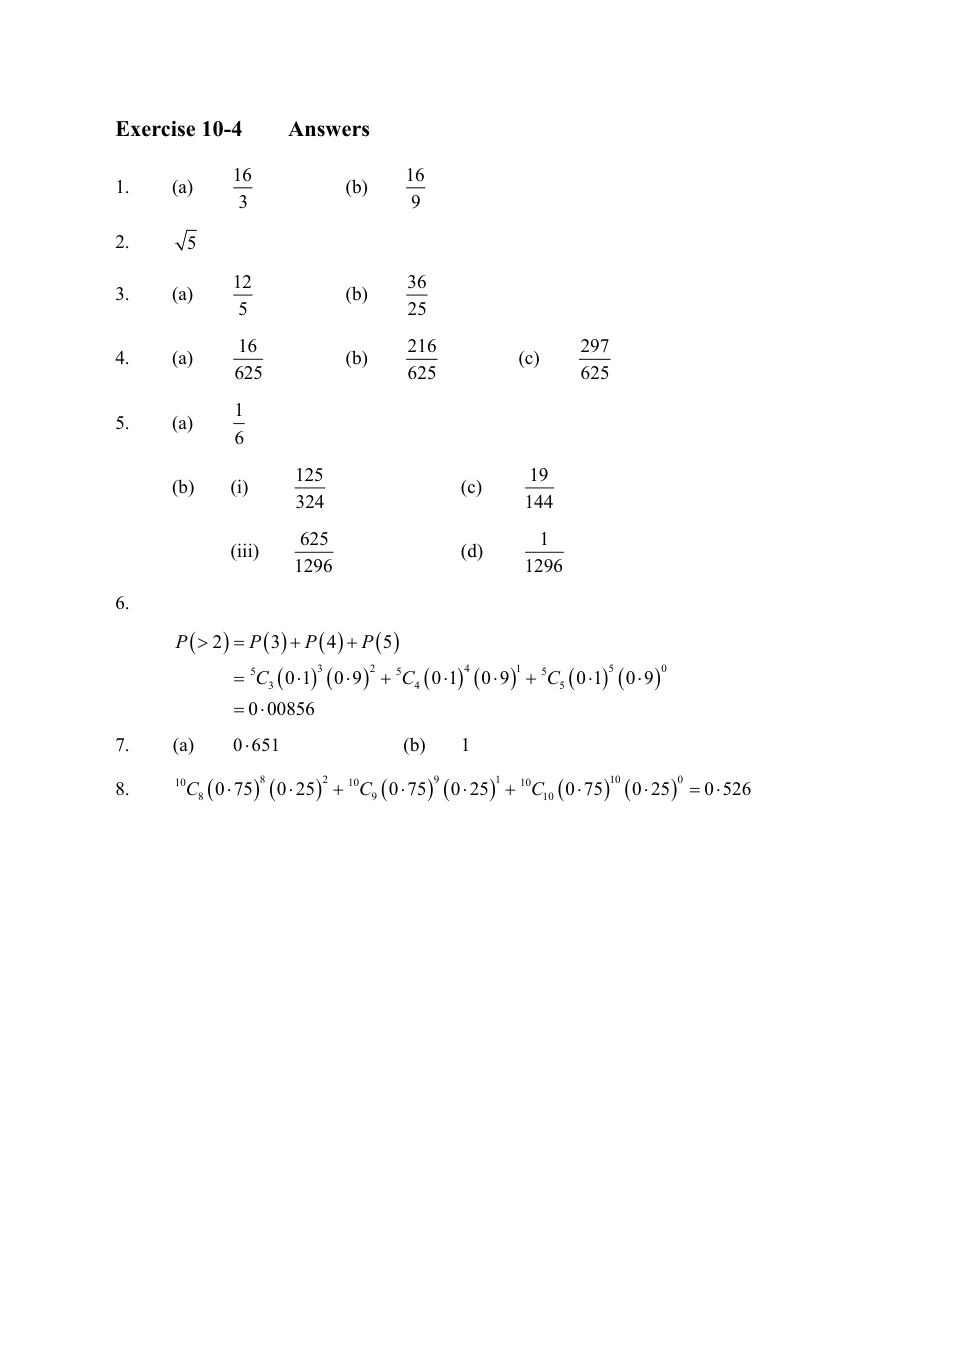 Exercise 10-4 Answers
1. (a) 16/3 (b) 16/9
2. √5
3. (a) 12/5 (b) 36/25
4. (a) 16/625 (b) 216/625 (c) 297/625
5. (a) 1/6
(b) (i) 125/324 (c) 19/144
(iii) 625/1296 (d) 1/1296
6.
P(> 2) = P(3) + P(4) + P(5)
= ⁵C₃(0·1)³(0·9)² + ⁵C₄(0·1)⁴(0·9)¹ + ⁵C₅(0·1)⁵(0·9)⁰
= 0·00856
7. (a) 0·651 (b) 1
8. ¹⁰C₈(0·75)⁸(0·25)² + ¹⁰C₉(0·75)⁹(0·25)¹ + ¹⁰C₁₀(0·75)¹⁰(0·25)⁰ = 0·526